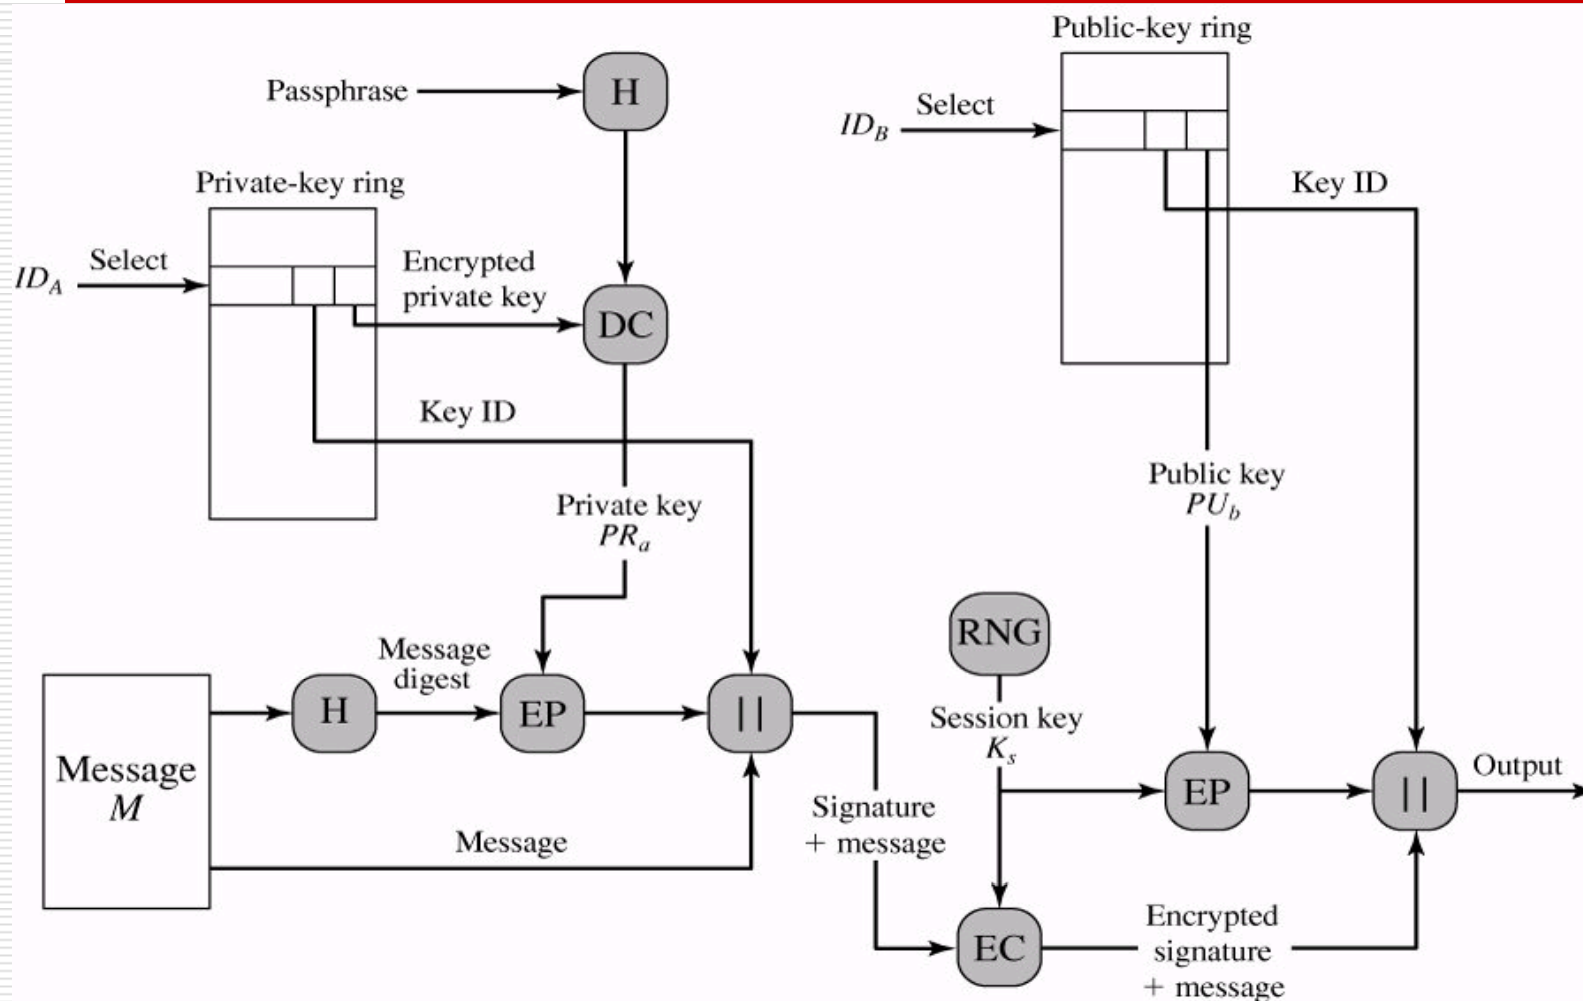 Public-key ring
Passphrase
H
Select
ID_B
Private-key ring
Key ID
Select
ID_A
Encrypted
private key
DC
Key ID
Public key
PU_b
Private key
PR_a
RNG
Message
digest
Session key
K_s
H
EP
||
Message
M
Output
EP
||
Signature
+ message
Message
EC
Encrypted
signature
+ message